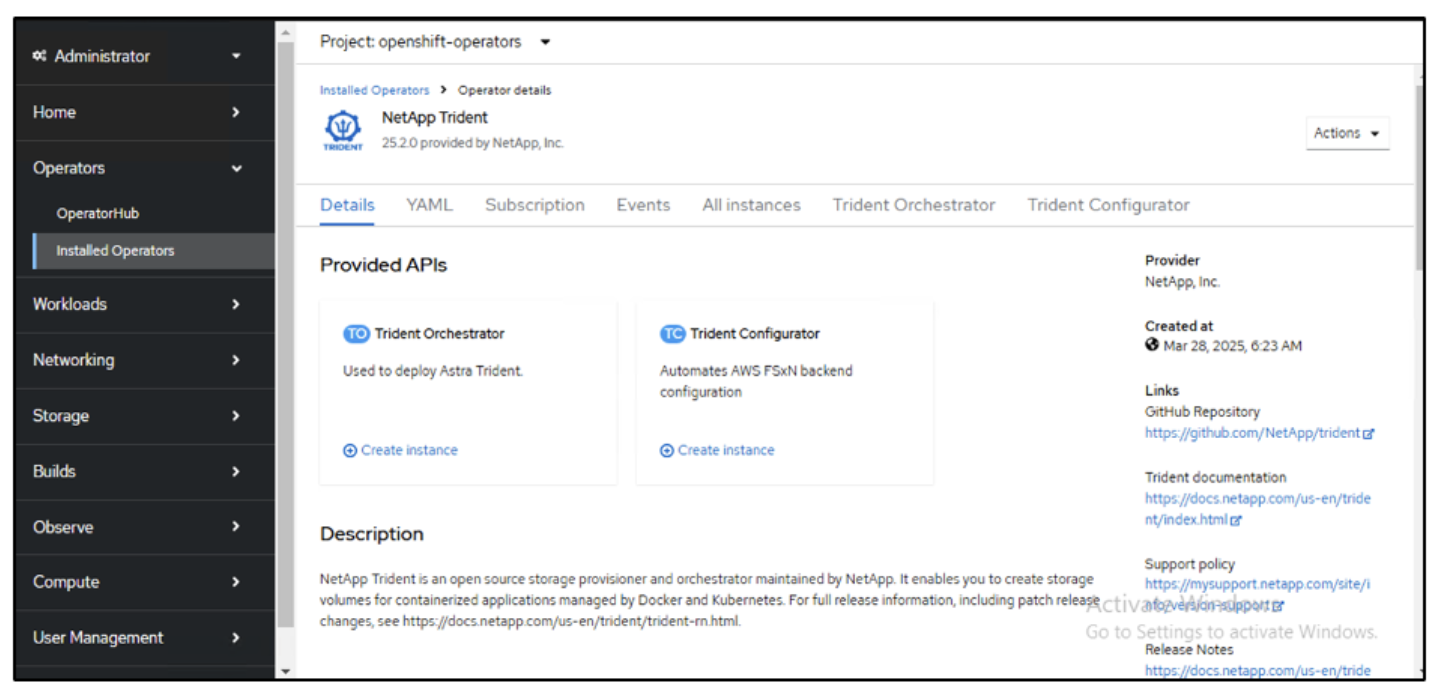 Administrator
Home
Operators
OperatorHub
Installed Operators
Workloads
Networking
Storage
Builds
Observe
Compute
User Management
Project: openshift-operators
Installed Operators > Operator details
TRIDENT
NetApp Trident
25.2.0 provided by NetApp, Inc.
Actions
Details YAML Subscription Events All instances Trident Orchestrator Trident Configurator
Provided APIs
TO Trident Orchestrator
Used to deploy Astra Trident.
Create instance
TC Trident Configurator
Automates AWS FSxN backend
configuration
Create instance
Description
NetApp Trident is an open source storage provisioner and orchestrator maintained by NetApp. It enables you to create storage
volumes for containerized applications managed by Docker and Kubernetes. For full release information, including patch release
changes, see https://docs.netapp.com/us-en/trident/trident-rn.html.
Provider
NetApp, Inc.
Created at
Mar 28, 2025, 6:23 AM
Links
GitHub Repository
https://github.com/NetApp/trident
Trident documentation
https://docs.netapp.com/us-en/tride
nt/index.html
Support policy
https://mysupport.netapp.com/site/i
nfo/version-support
Release Notes
https://docs.netapp.com/us-en/tride
Activate Windows
Go to Settings to activate Windows.